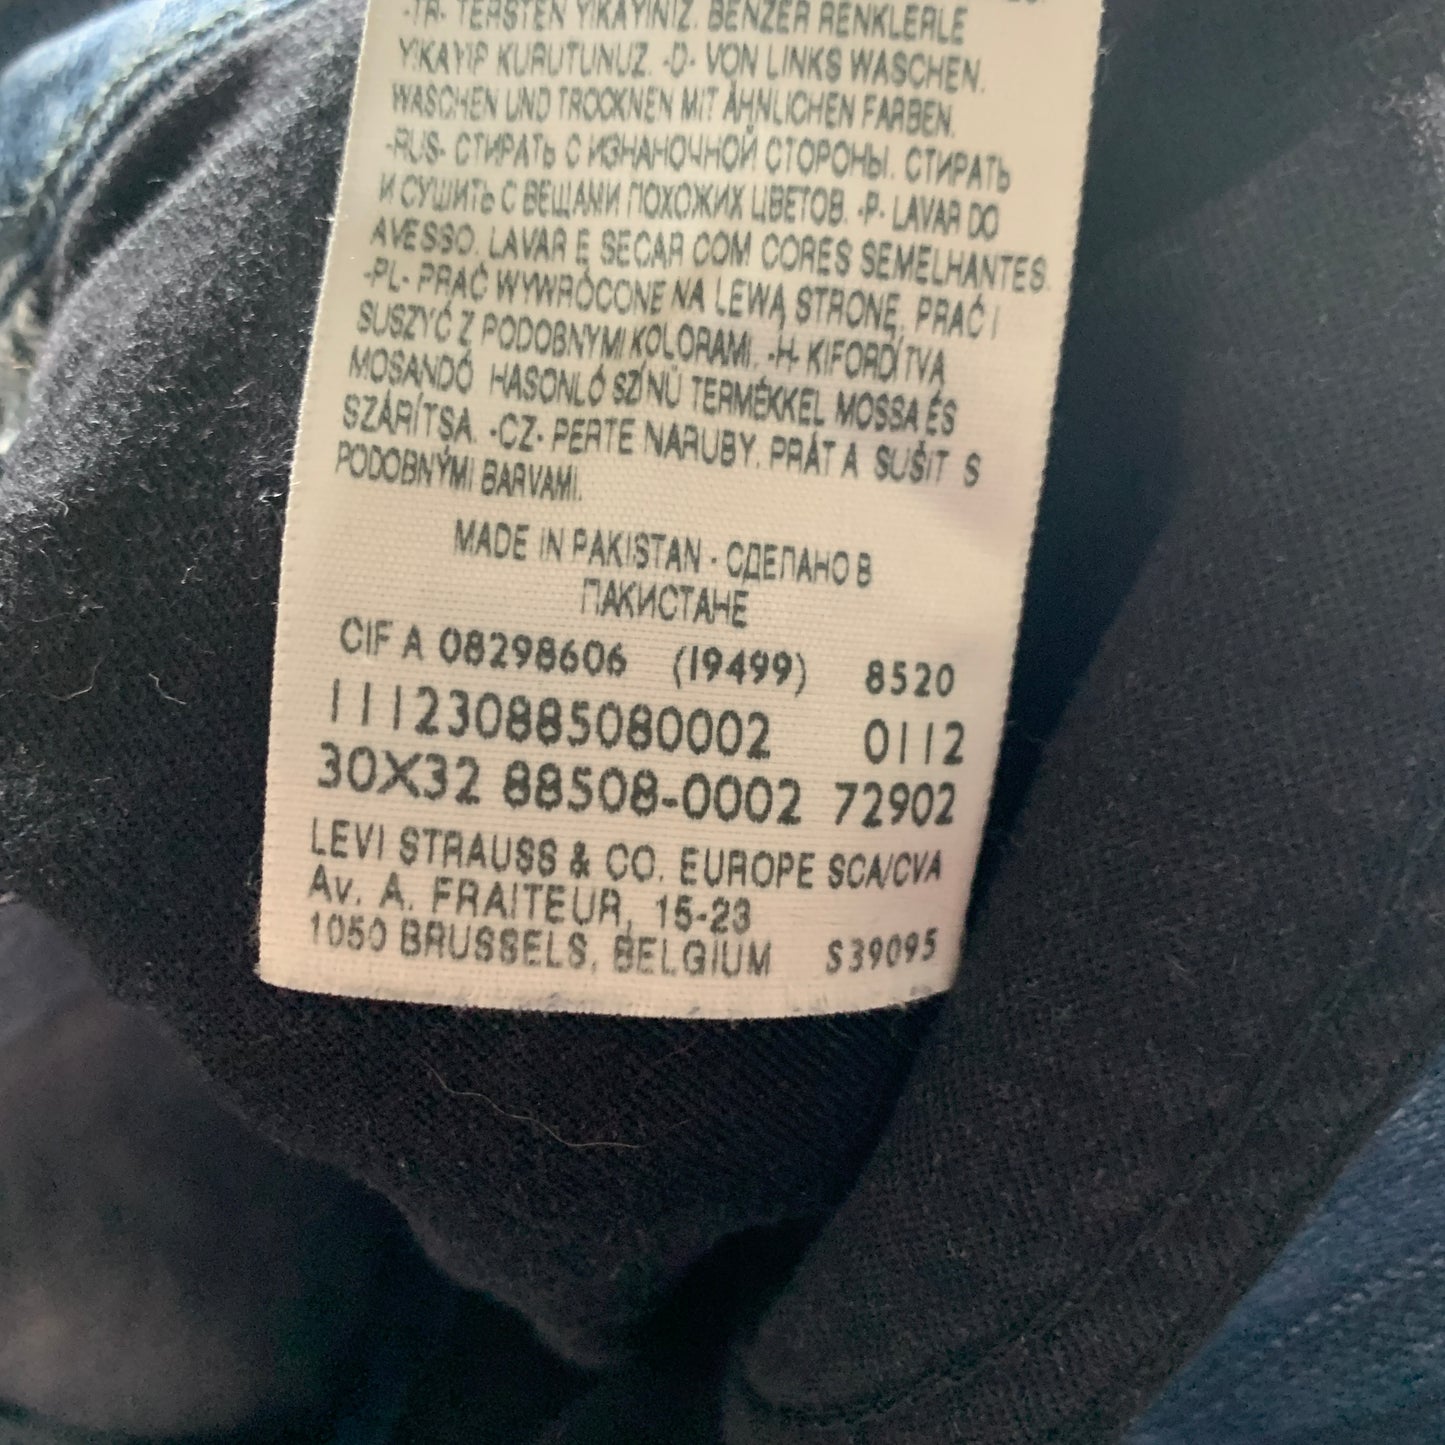 -TR- TERSTEN YIKAYINIZ. BENZER RENKLERLE
YIKAYIP KURUTUNUZ. -D- VON LINKS WASCHEN.
WASCHEN UND TROCKNEN MIT ÄHNLICHEN FARBEN.
-RUS- СТИРАТЬ С ИЗНАНОЧНОЙ СТОРОНЫ. СТИРАТЬ
И СУШИТЬ С ВЕЩАМИ ПОХОЖИХ ЦВЕТОВ. -P- LAVAR DO
AVESSO. LAVAR E SECAR COM CORES SEMELHANTES.
-PL- PRAĆ WYWRÓCONE NA LEWĄ STRONĘ, PRAĆ I
SUSZYĆ Z PODOBNYMI KOLORAMI. -H- KIFORDÍTVA
MOSANDÓ HASONLÓ SZÍNŰ TERMÉKKEL MOSSA ÉS
SZÁRÍTSA. -CZ- PERTE NARUBY. PRÁT A SUŠIT S
PODOBNÝMI BARVAMI.
MADE IN PAKISTAN - СДЕЛАНО В
ПАКИСТАНЕ
CIF A 08298606 (19499) 8520
111230885080002 0112
30X32 88508-0002 72902
LEVI STRAUSS & CO. EUROPE SCA/CVA
Av. A. FRAITEUR, 15-23
1050 BRUSSELS, BELGIUM S39095